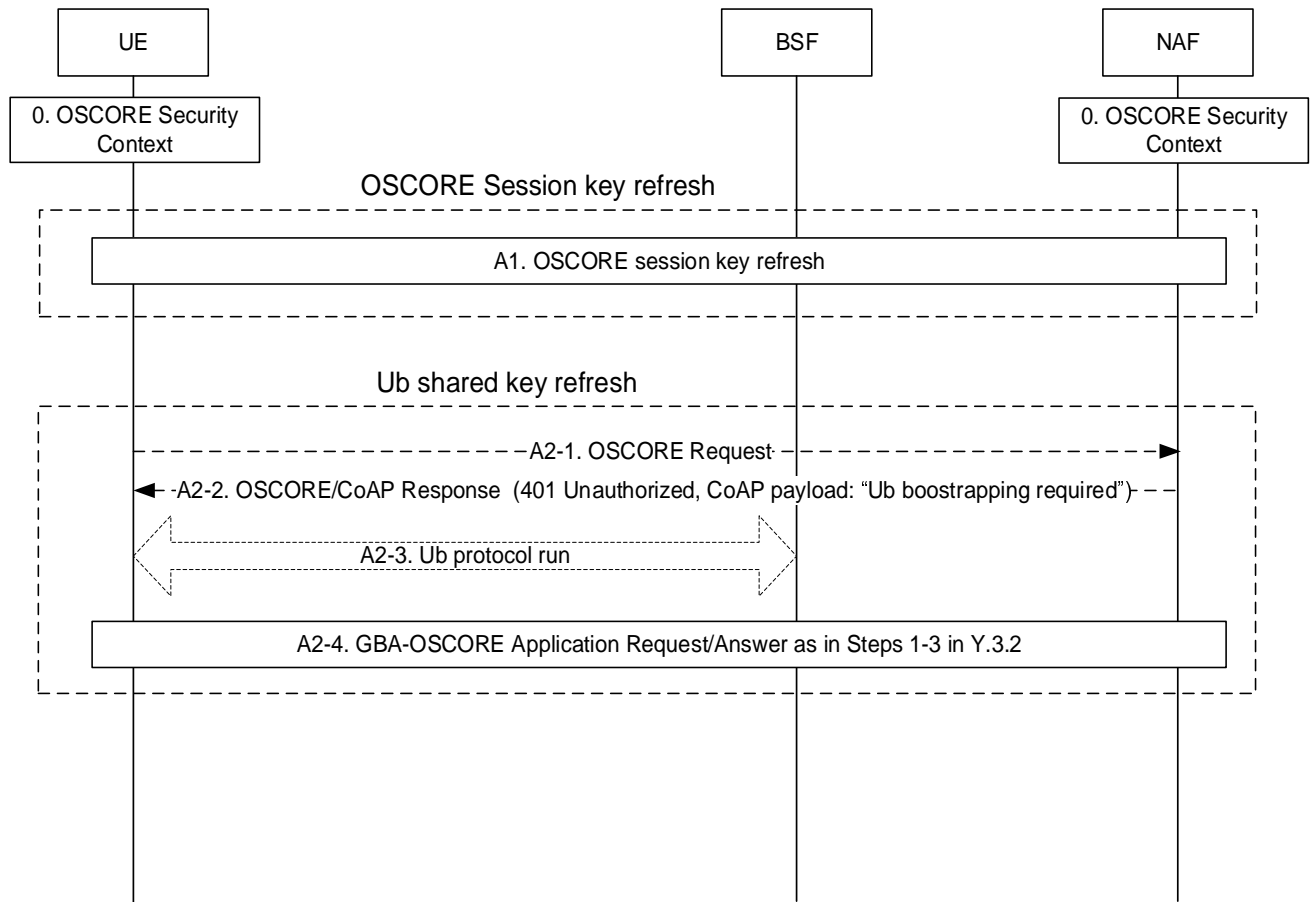 UE
BSF
NAF
0. OSCORE Security
Context
0. OSCORE Security
Context
OSCORE Session key refresh
A1. OSCORE session key refresh
Ub shared key refresh
A2-1. OSCORE Request
A2-2. OSCORE/CoAP Response  (401 Unauthorized, CoAP payload: “Ub boostrapping required”)
A2-3. Ub protocol run
A2-4. GBA-OSCORE Application Request/Answer as in Steps 1-3 in Y.3.2